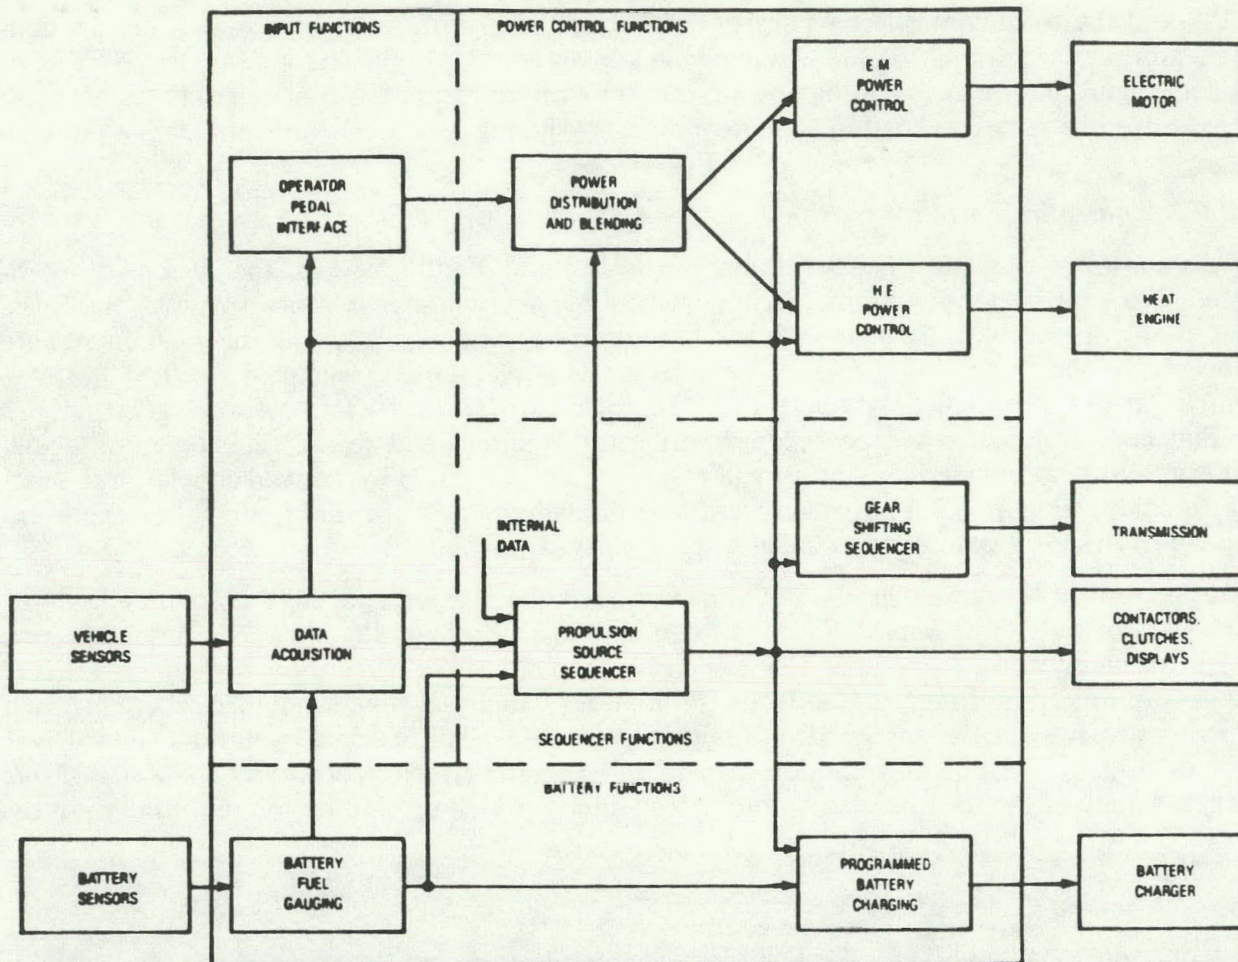 INPUT FUNCTIONS
POWER CONTROL FUNCTIONS
E M
POWER
CONTROL
ELECTRIC
MOTOR
OPERATOR
PEDAL
INTERFACE
POWER
DISTRIBUTION
AND BLENDING
H E
POWER
CONTROL
HEAT
ENGINE
GEAR
SHIFTING
SEQUENCER
TRANSMISSION
INTERNAL
DATA
VEHICLE
SENSORS
DATA
ACQUISITION
PROPULSION
SOURCE
SEQUENCER
CONTACTORS,
CLUTCHES,
DISPLAYS
SEQUENCER FUNCTIONS
BATTERY FUNCTIONS
BATTERY
SENSORS
BATTERY
FUEL
GAUGING
PROGRAMMED
BATTERY
CHARGING
BATTERY
CHARGER